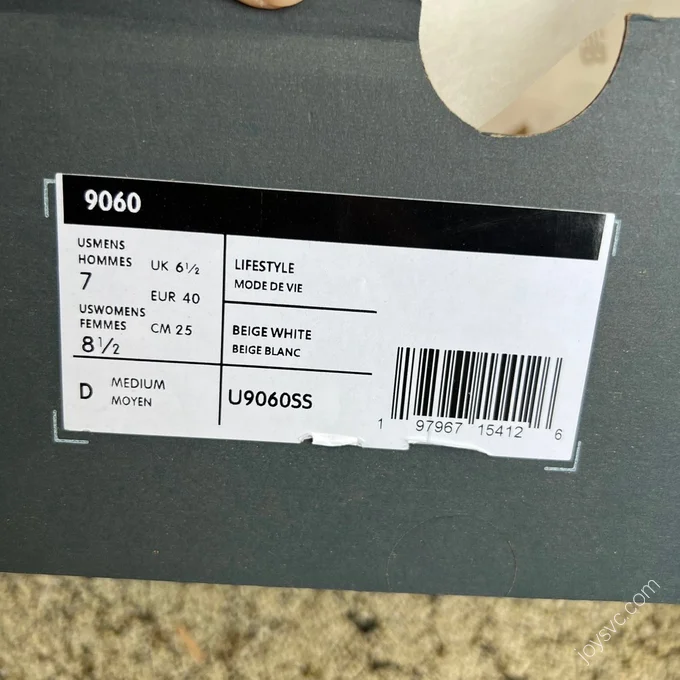 9060
USMENS
HOMMES
7
UK 6½
EUR 40
USWOMENS
FEMMES
8½
CM 25
LIFESTYLE
MODE DE VIE
BEIGE WHITE
BEIGE BLANC
D MEDIUM
MOYEN
U9060SS
1 97967 15412 6
joysvc.com